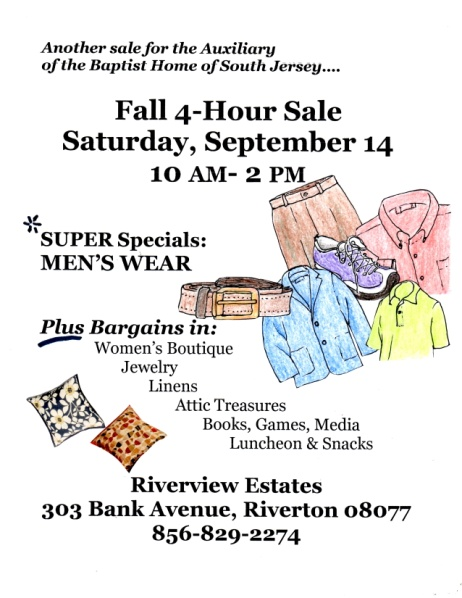 Another sale for the Auxiliary
of the Baptist Home of South Jersey....
Fall 4-Hour Sale
Saturday, September 14
10 AM- 2 PM
* SUPER Specials:
MEN'S WEAR
Plus Bargains in:
Women's Boutique
Jewelry
Linens
Attic Treasures
Books, Games, Media
Luncheon & Snacks
Riverview Estates
303 Bank Avenue, Riverton 08077
856-829-2274